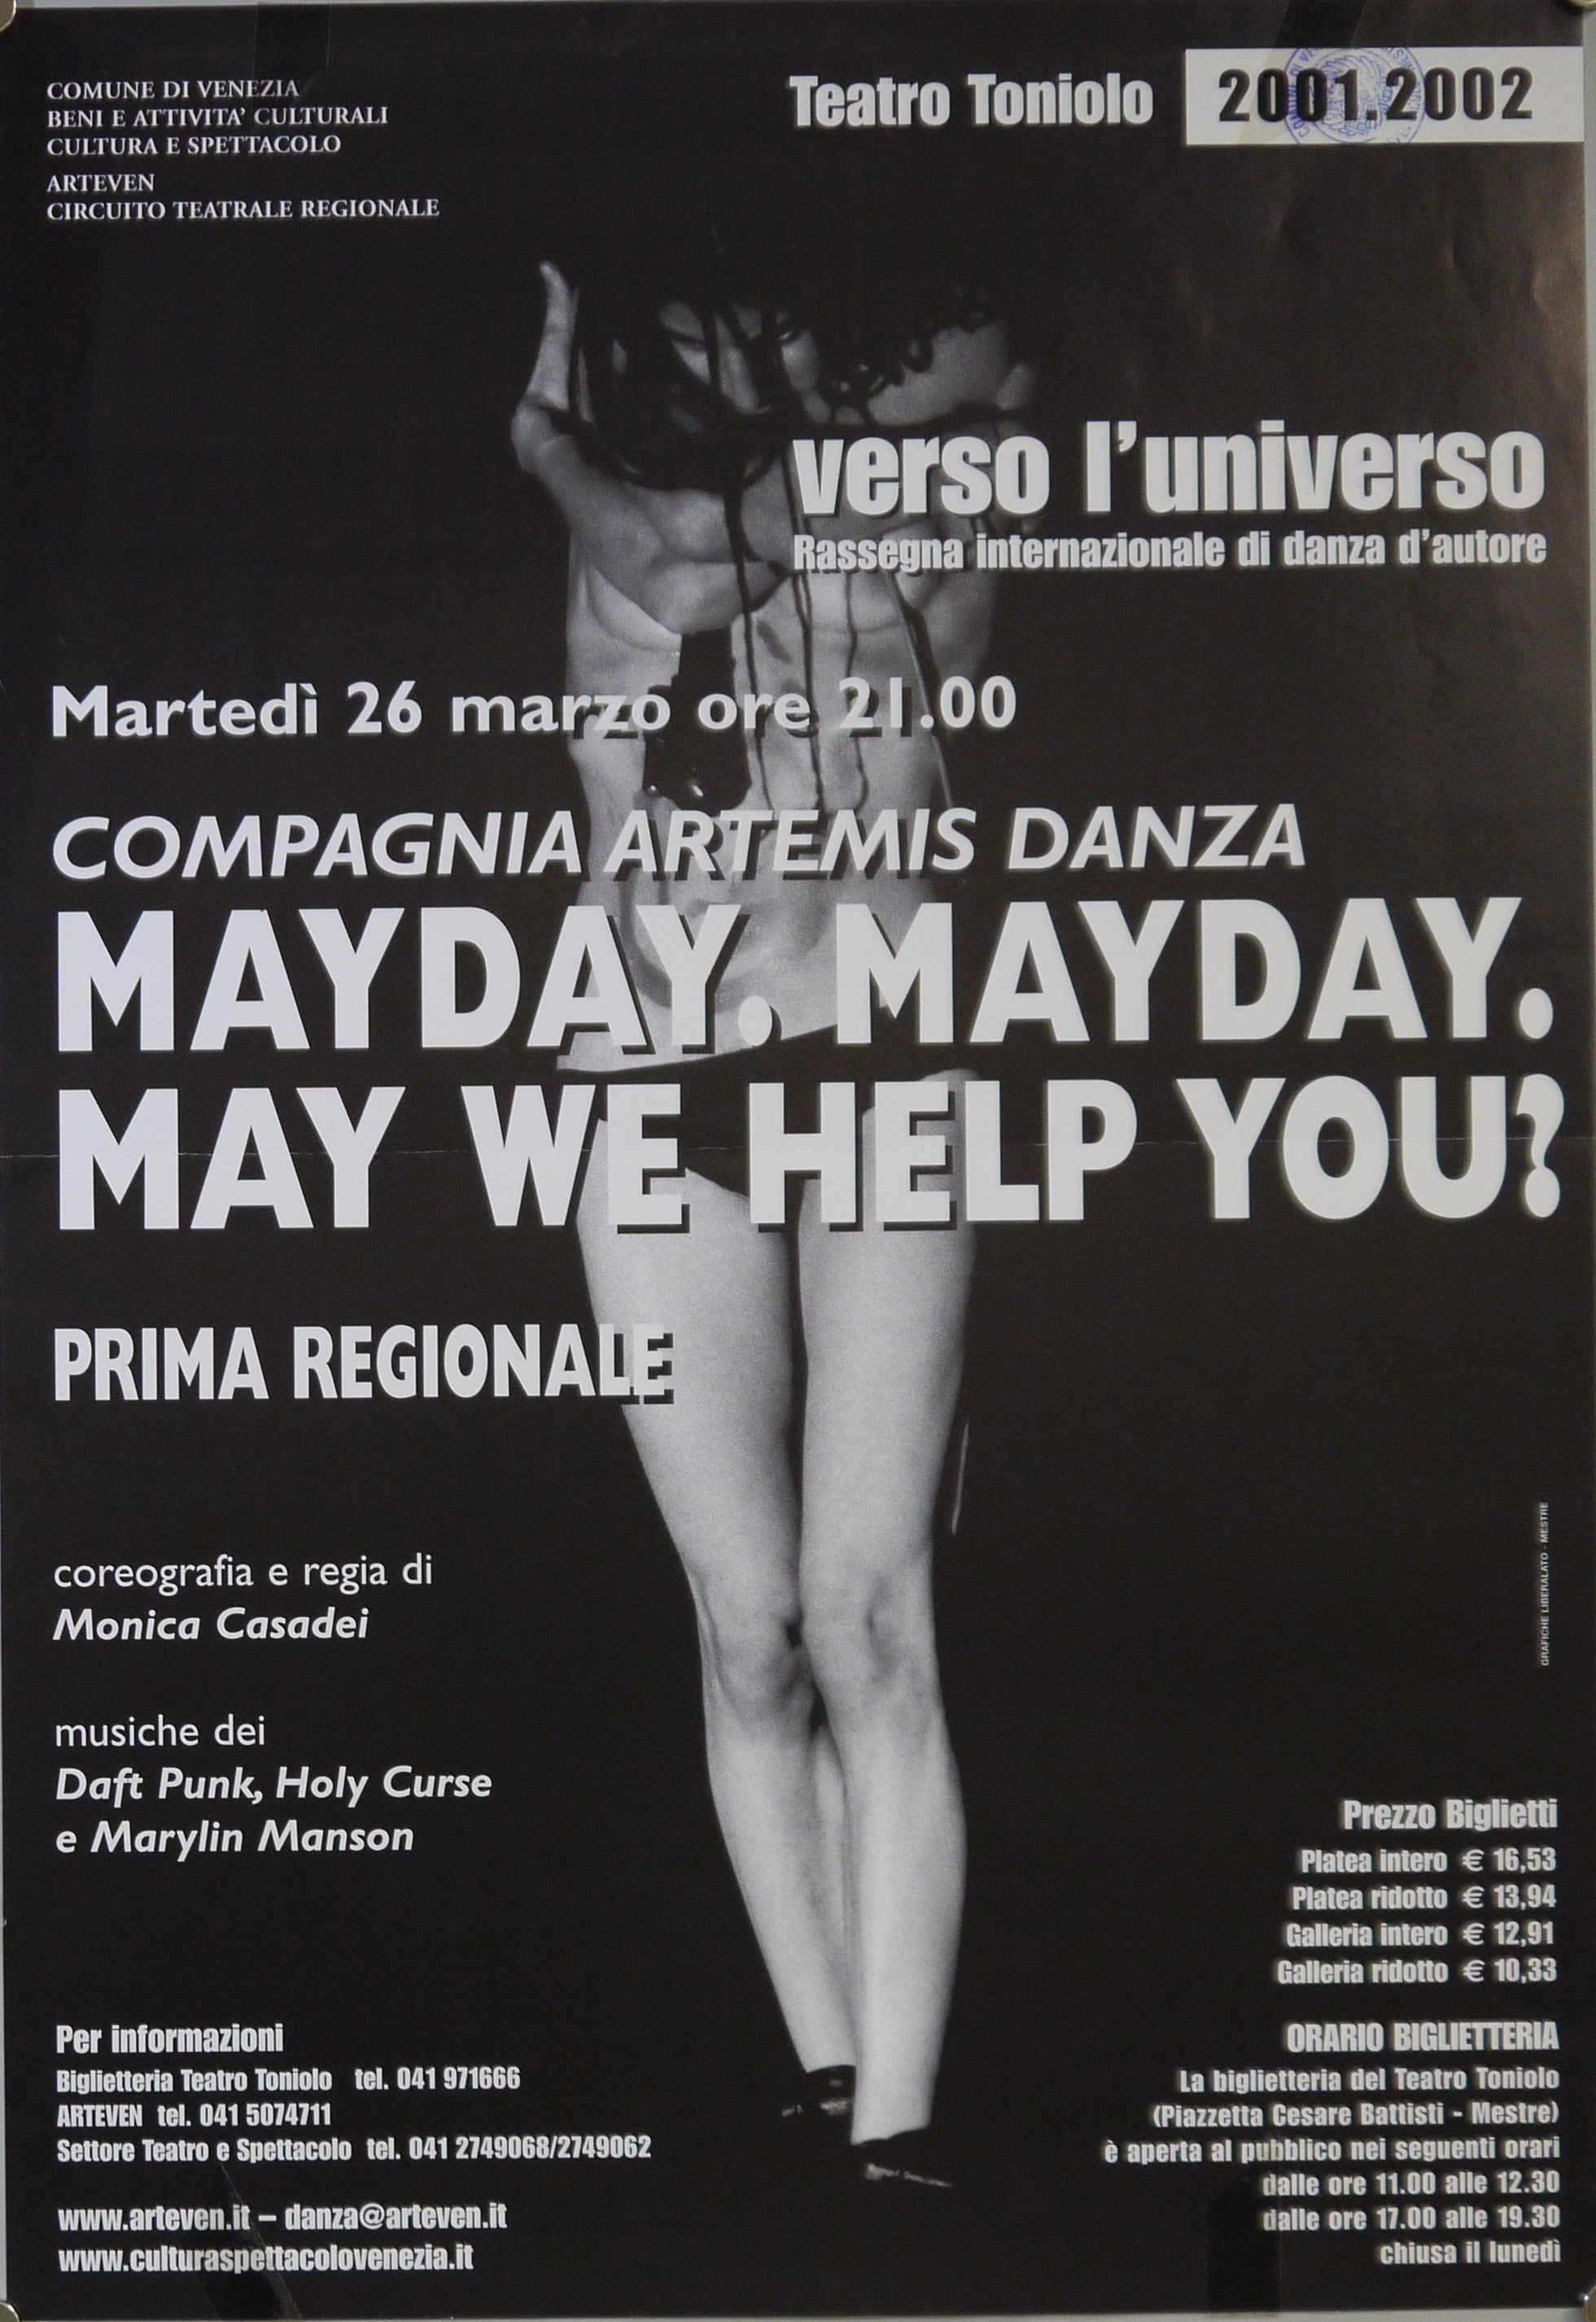 COMUNE DI VENEZIA
BENI E ATTIVITA' CULTURALI
CULTURA E SPETTACOLO
ARTEVEN
CIRCUITO TEATRALE REGIONALE
Teatro Toniolo 2001.2002
verso l'universo
Rassegna internazionale di danza d'autore
Martedì 26 marzo ore 21.00
COMPAGNIA ARTEMIS DANZA
MAYDAY. MAYDAY.
MAY WE HELP YOU?
PRIMA REGIONALE
coreografia e regia di
Monica Casadei
musiche dei
Daft Punk, Holy Curse
e Marylin Manson
GRAFICHE LIBERALATO - MESTRE
Prezzo Biglietti
Platea intero € 16,53
Platea ridotto € 13,94
Galleria intero € 12,91
Galleria ridotto € 10,33
Per informazioni
Biglietteria Teatro Toniolo tel. 041 971666
ARTEVEN tel. 041 5074711
Settore Teatro e Spettacolo tel. 041 2749068/2749062
www.arteven.it – danza@arteven.it
www.culturaspettacolovenezia.it
ORARIO BIGLIETTERIA
La biglietteria del Teatro Toniolo
(Piazzetta Cesare Battisti - Mestre)
è aperta al pubblico nei seguenti orari
dalle ore 11.00 alle 12.30
dalle ore 17.00 alle 19.30
chiusa il lunedì